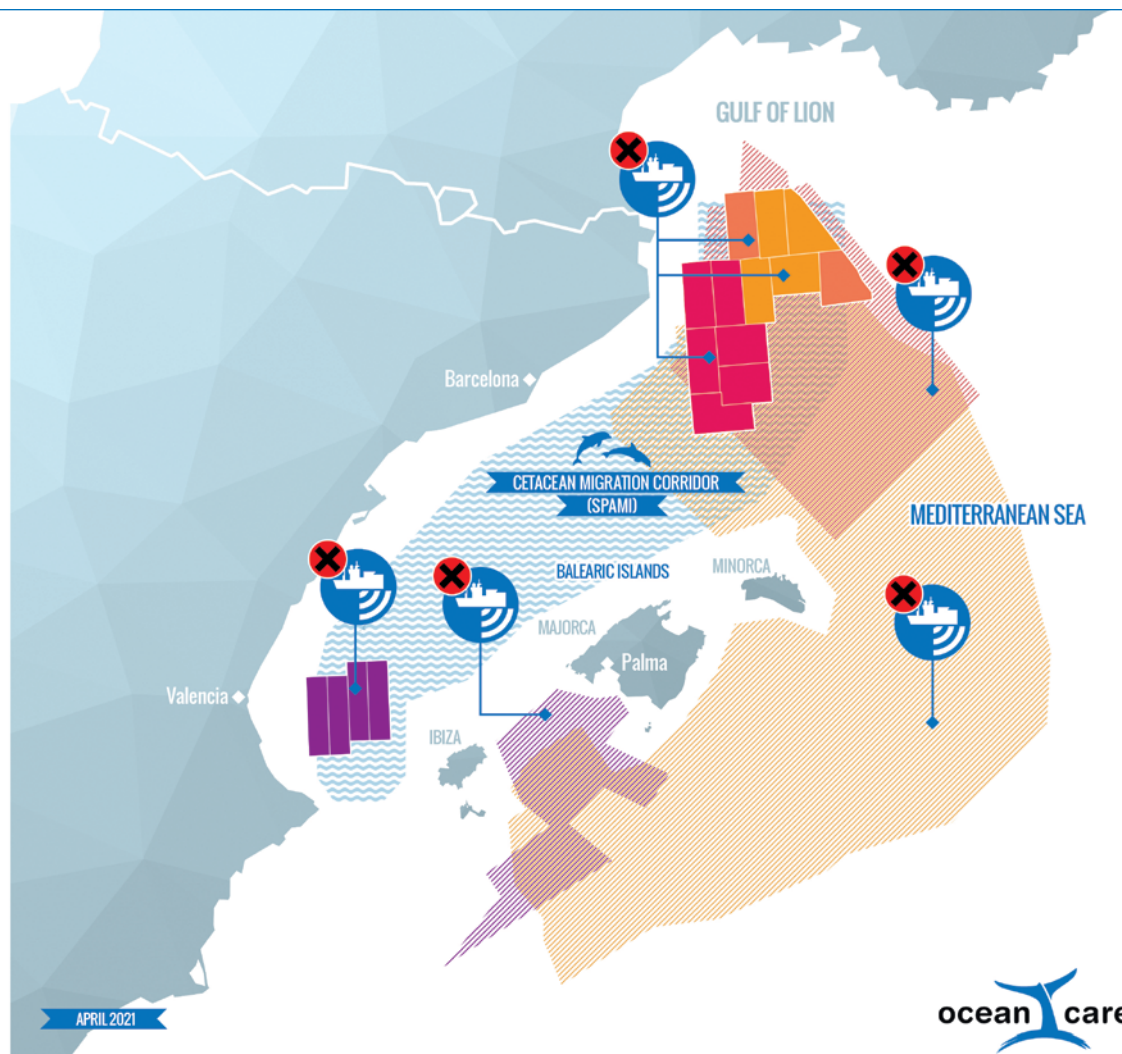 GULF OF LION
Barcelona
CETACEAN MIGRATION CORRIDOR
(SPAMI)
MEDITERRANEAN SEA
BALEARIC ISLANDS
MINORCA
MAJORCA
Palma
Valencia
IBIZA
APRIL 2021
ocean care